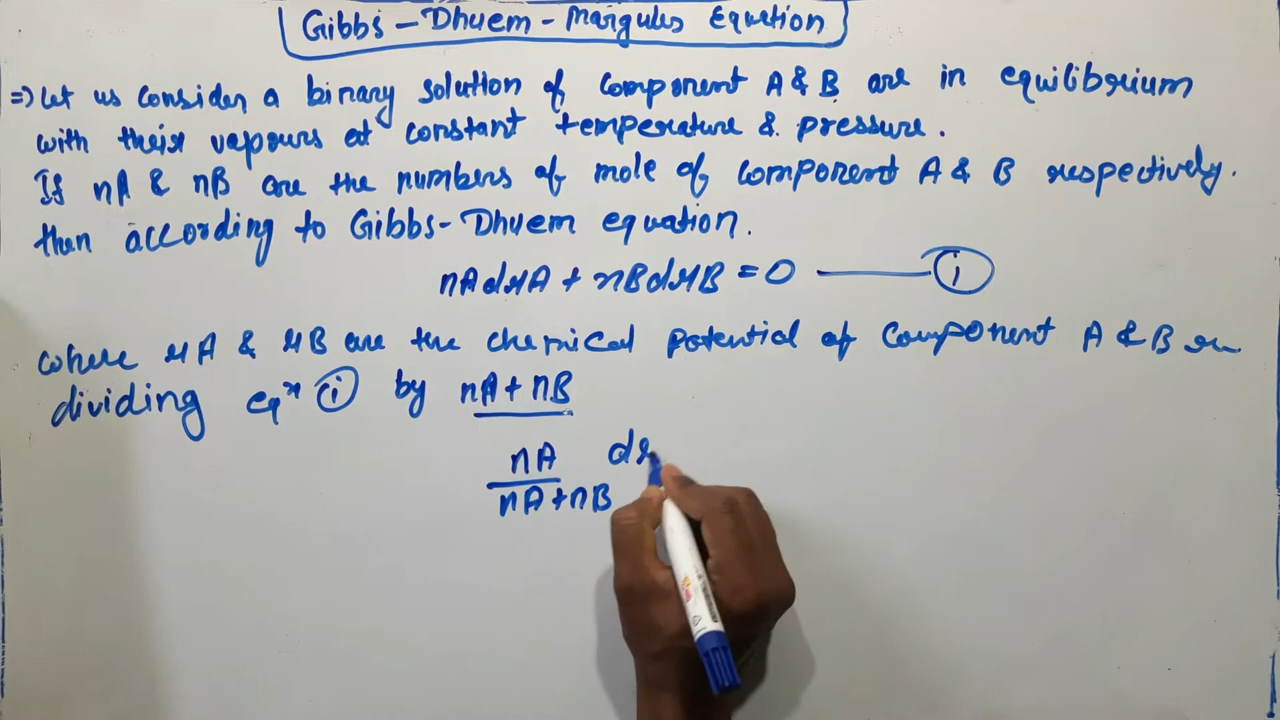 Gibbs-Dhuem-Margules Equation
=> Let us consider a binary solution of component A & B are in equilibrium
with their vapours at constant temperature & pressure.
If nA & nB are the numbers of mole of component A & B respectively.
then according to Gibbs-Dhuem equation.
nAdμA + nBdμB = 0 — (i)
where μA & μB are the chemical potential of component A & B
dividing eqn (i) by nA + nB
nA dμ
nA+nB